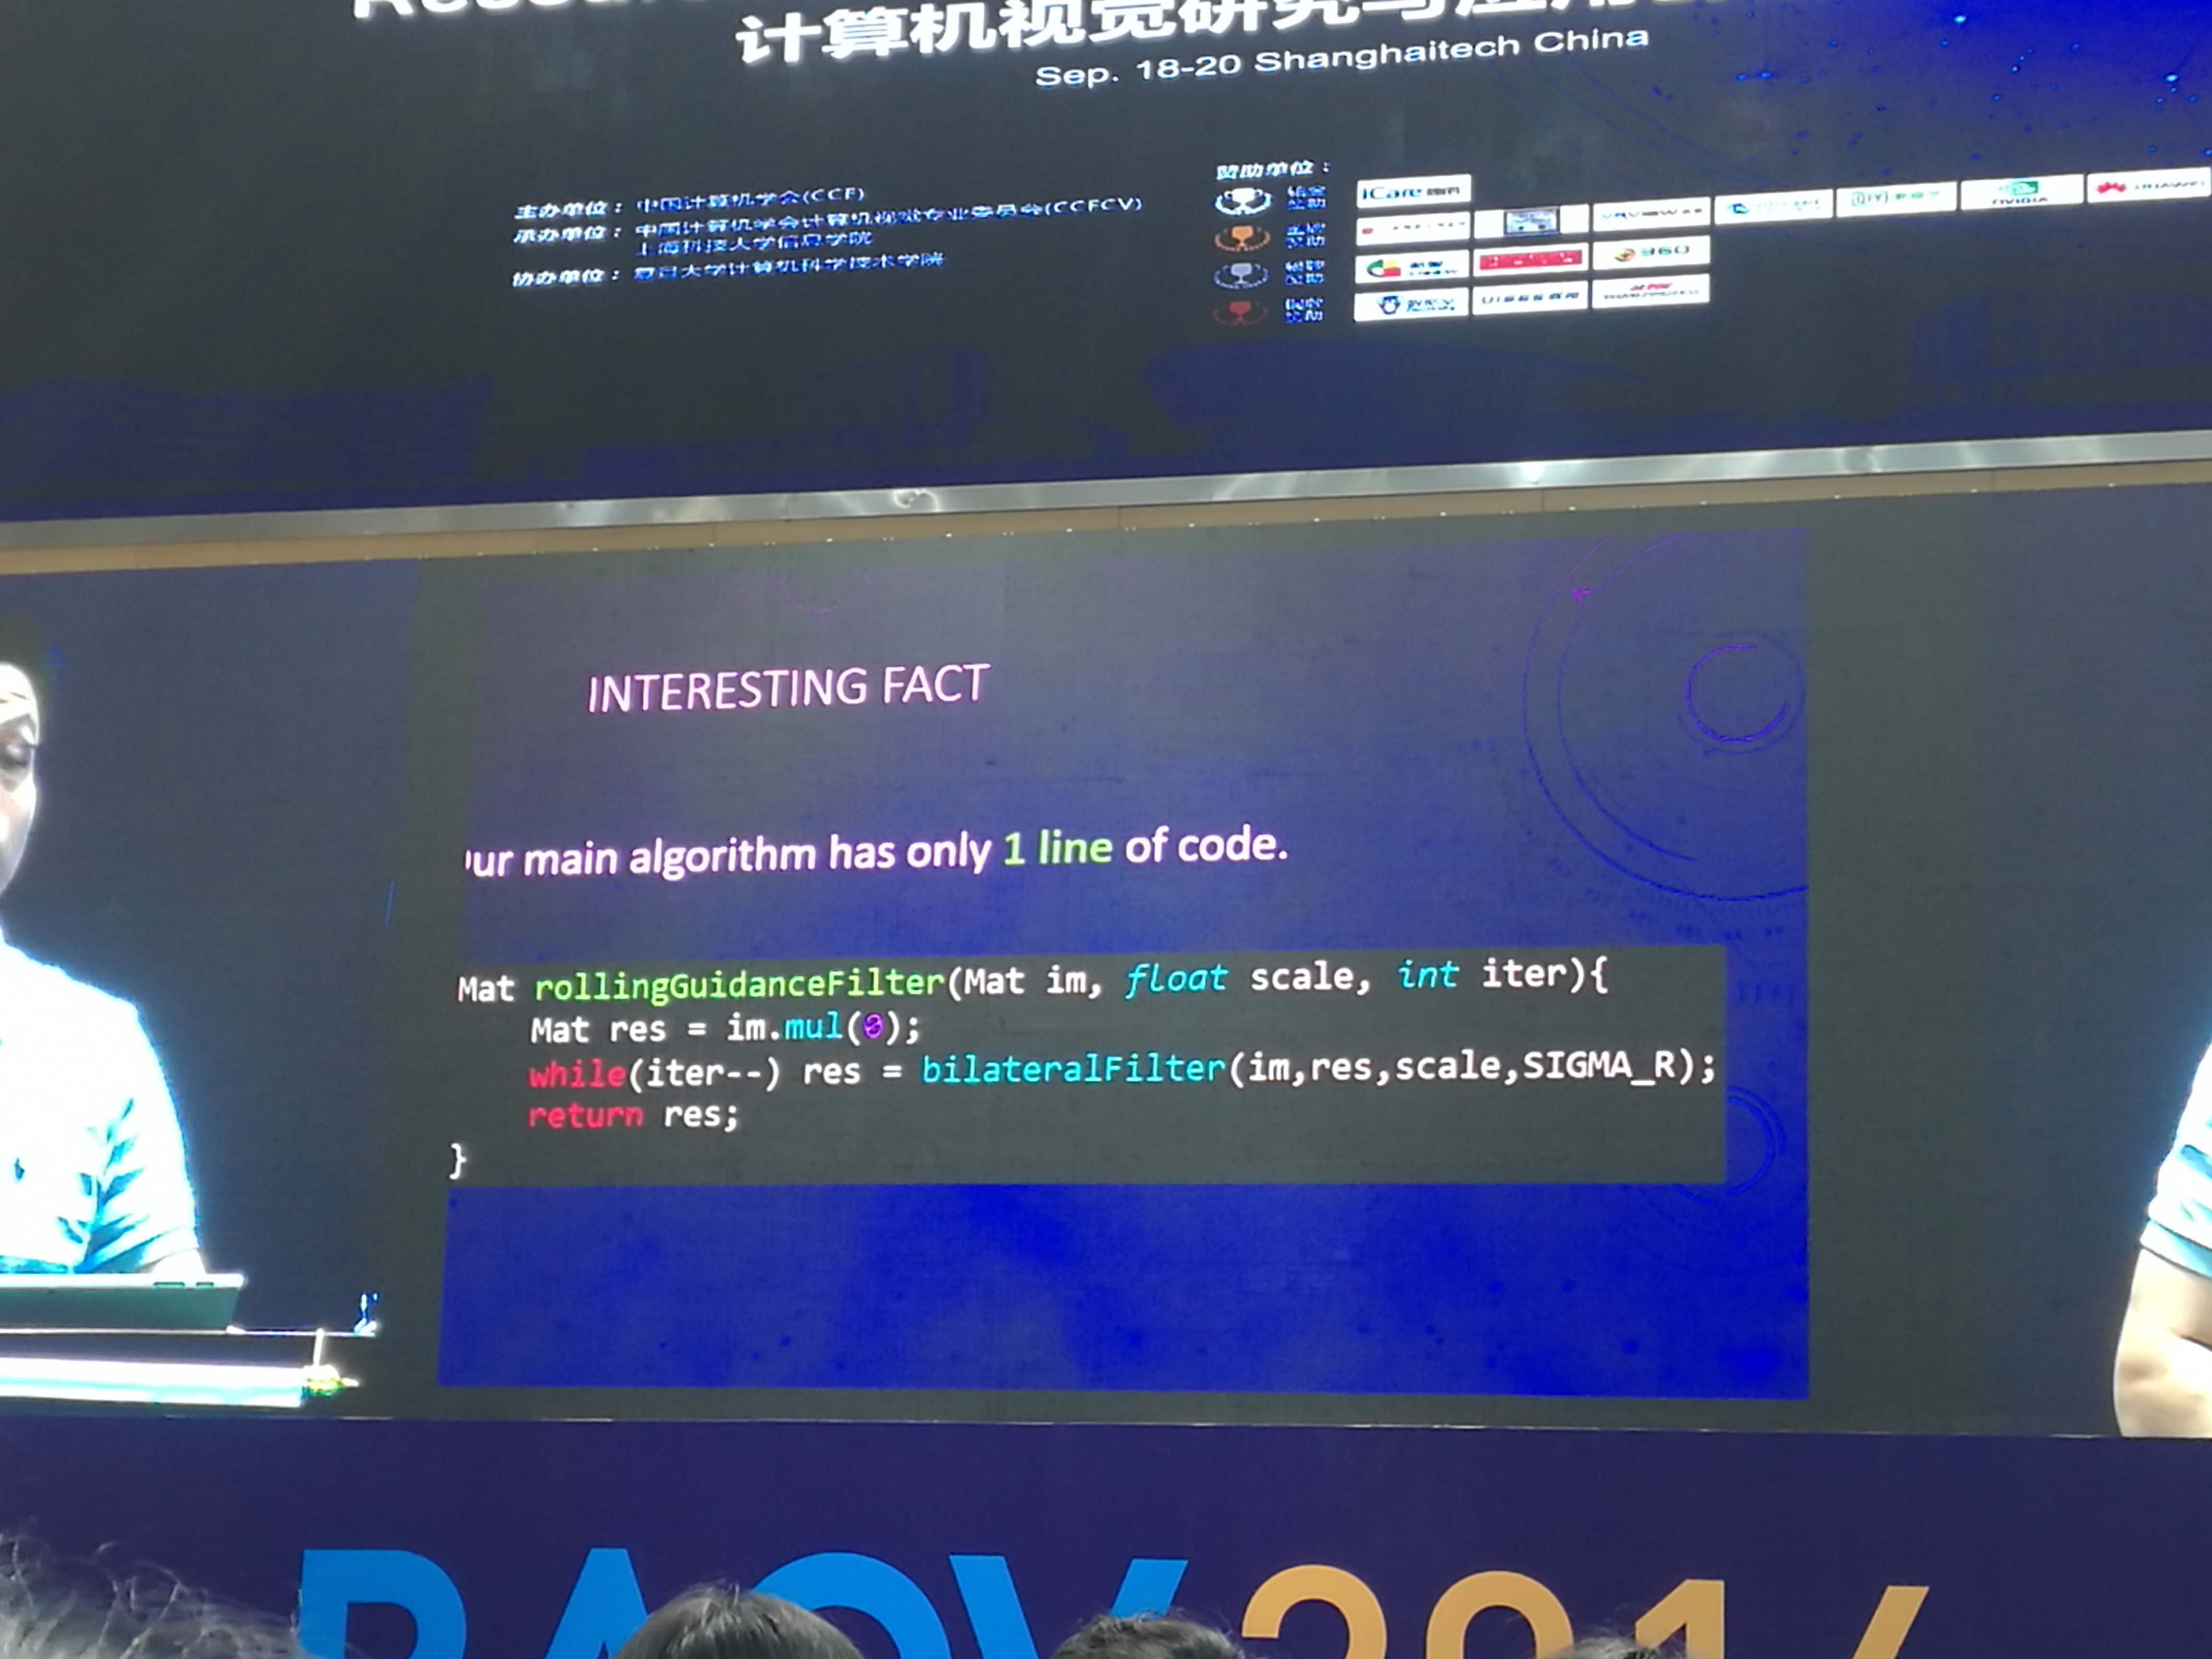 计算机视觉研究与应用
Sep. 18-20 Shanghaitech China
主办单位：中国计算机学会(CCF)
承办单位：中国计算机学会计算机视觉专业委员会(CCFCV)
上海科技大学信息学院
协办单位：复旦大学计算机科学技术学院
赞助单位：
iCare
NVIDIA
HUAWEI
360
INTERESTING FACT
ur main algorithm has only 1 line of code.
Mat rollingGuidanceFilter(Mat im, float scale, int iter){
Mat res = im.mul(0);
while(iter--) res = bilateralFilter(im,res,scale,SIGMA_R);
return res;
}
RACV2016